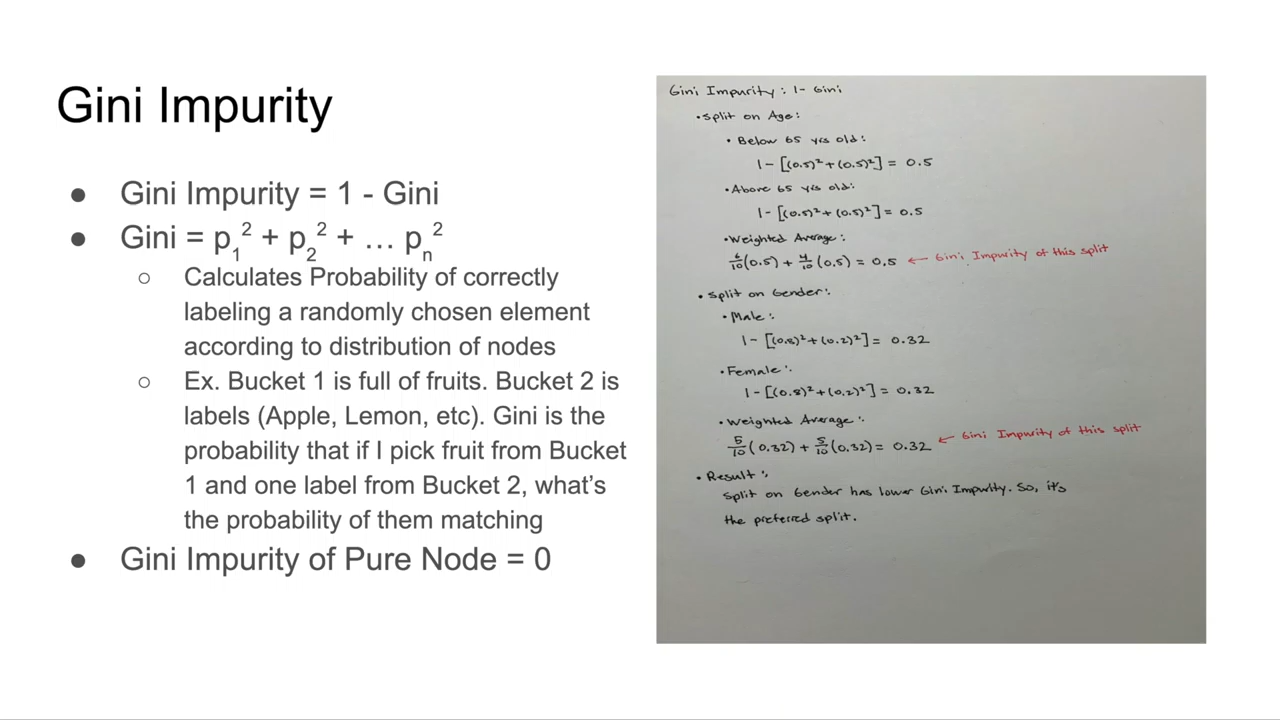 Gini Impurity
● Gini Impurity = 1 - Gini
● Gini = p₁² + p₂² + … pₙ²
○ Calculates Probability of correctly
labeling a randomly chosen element
according to distribution of nodes
○ Ex. Bucket 1 is full of fruits. Bucket 2 is
labels (Apple, Lemon, etc). Gini is the
probability that if I pick fruit from Bucket
1 and one label from Bucket 2, what’s
the probability of them matching
● Gini Impurity of Pure Node = 0
Gini Impurity: 1- Gini
• Split on Age:
• Below 65 yrs old:
1 - [(0.5)² + (0.5)²] = 0.5
• Above 65 yrs old:
1 - [(0.5)² + (0.5)²] = 0.5
• Weighted Average:
6/10(0.5) + 4/10(0.5) = 0.5 ← Gini Impurity of this split
• Split on Gender:
• Male:
1 - [(0.8)² + (0.2)²] = 0.32
• Female:
1 - [(0.8)² + (0.2)²] = 0.32
• Weighted Average:
5/10(0.32) + 5/10(0.32) = 0.32 ← Gini Impurity of this split
• Result:
Split on Gender has lower Gini Impurity. So, it's
the preferred split.